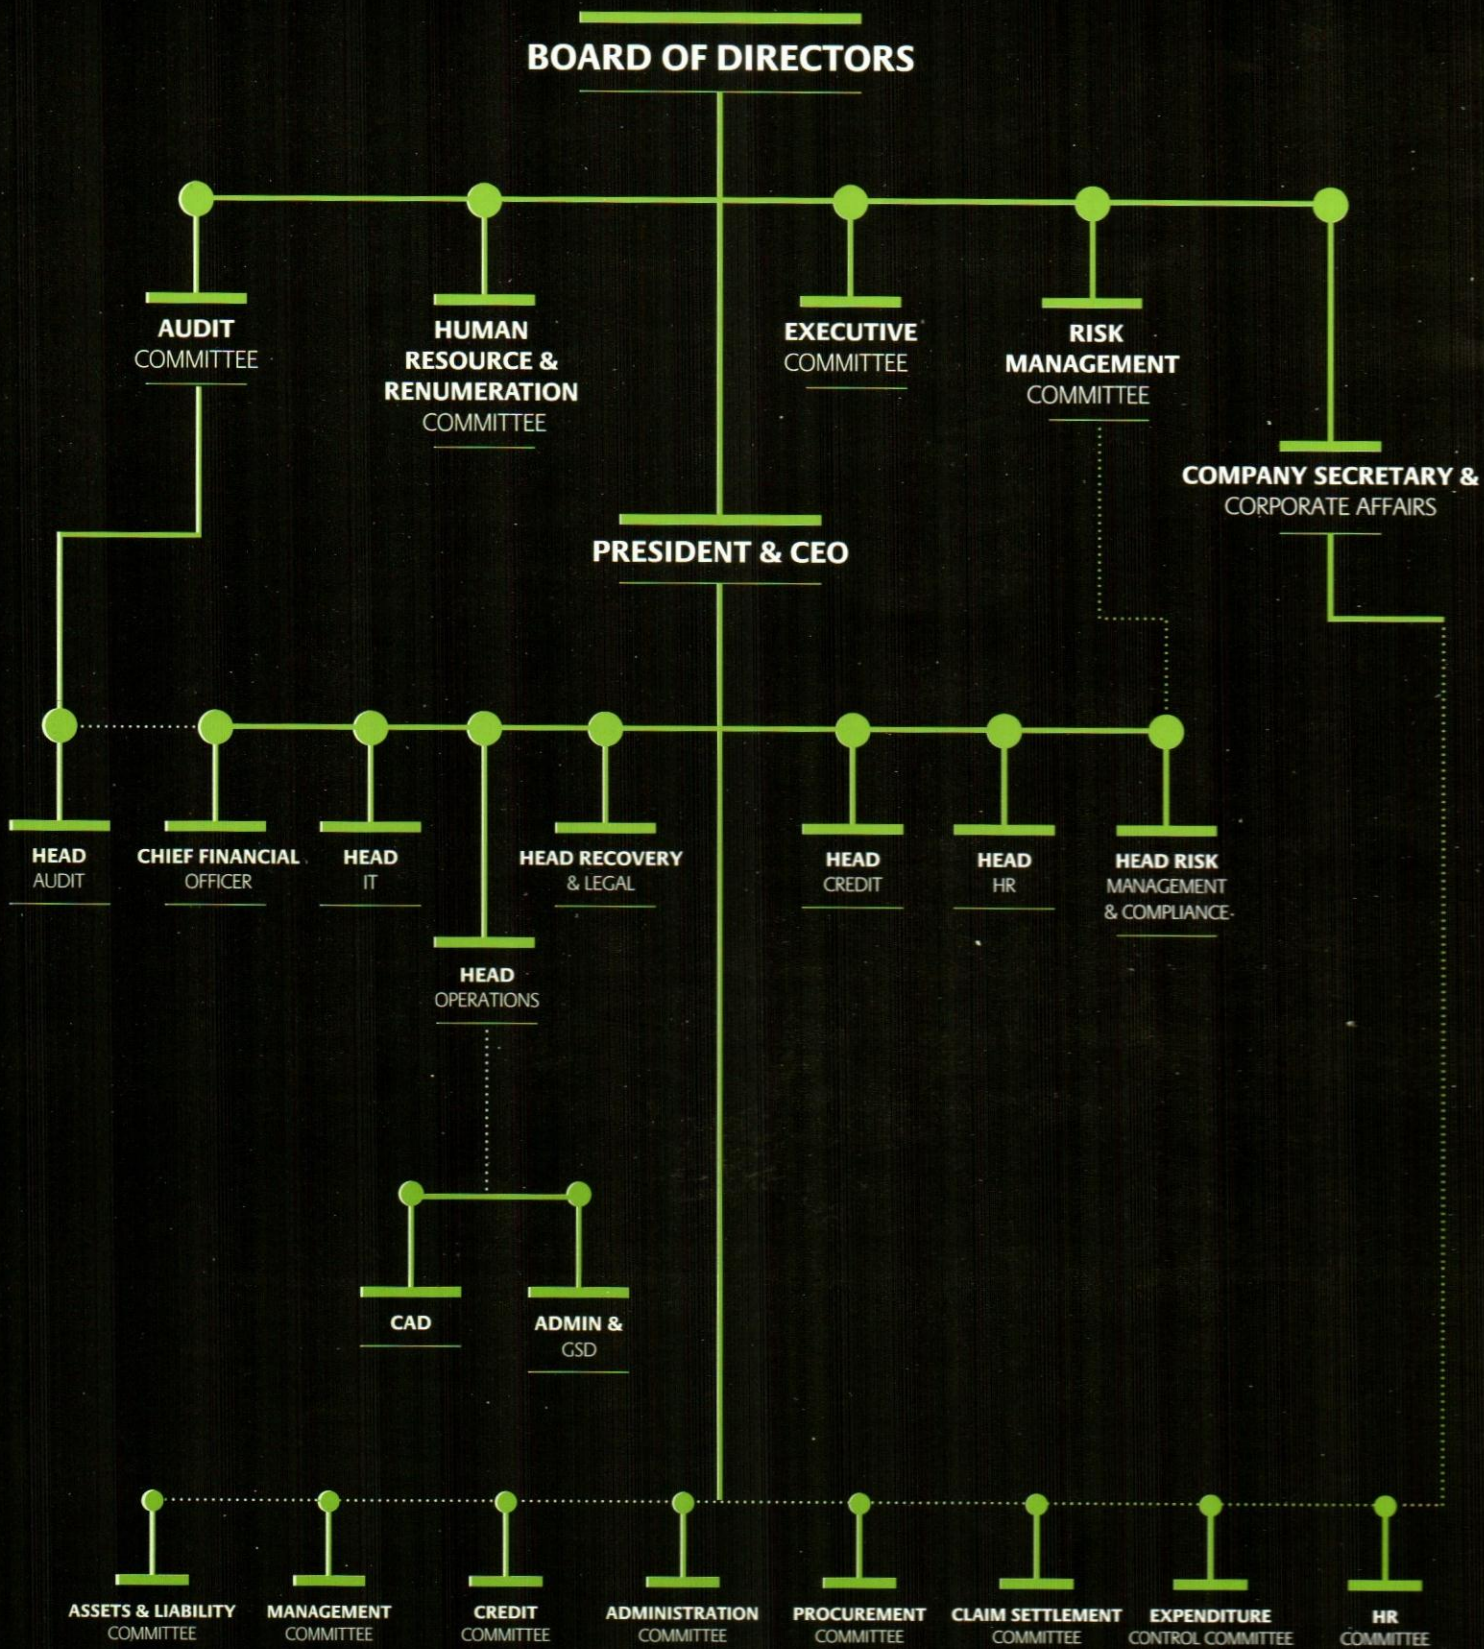 BOARD OF DIRECTORS
AUDIT
COMMITTEE
HUMAN
RESOURCE &
RENUMERATION
COMMITTEE
EXECUTIVE
COMMITTEE
RISK
MANAGEMENT
COMMITTEE
COMPANY SECRETARY &
CORPORATE AFFAIRS
PRESIDENT & CEO
HEAD
AUDIT
CHIEF FINANCIAL
OFFICER
HEAD
IT
HEAD
OPERATIONS
HEAD RECOVERY
& LEGAL
HEAD
CREDIT
HEAD
HR
HEAD RISK
MANAGEMENT
& COMPLIANCE
CAD
ADMIN &
GSD
ASSETS & LIABILITY
COMMITTEE
MANAGEMENT
COMMITTEE
CREDIT
COMMITTEE
ADMINISTRATION
COMMITTEE
PROCUREMENT
COMMITTEE
CLAIM SETTLEMENT
COMMITTEE
EXPENDITURE
CONTROL COMMITTEE
HR
COMMITTEE